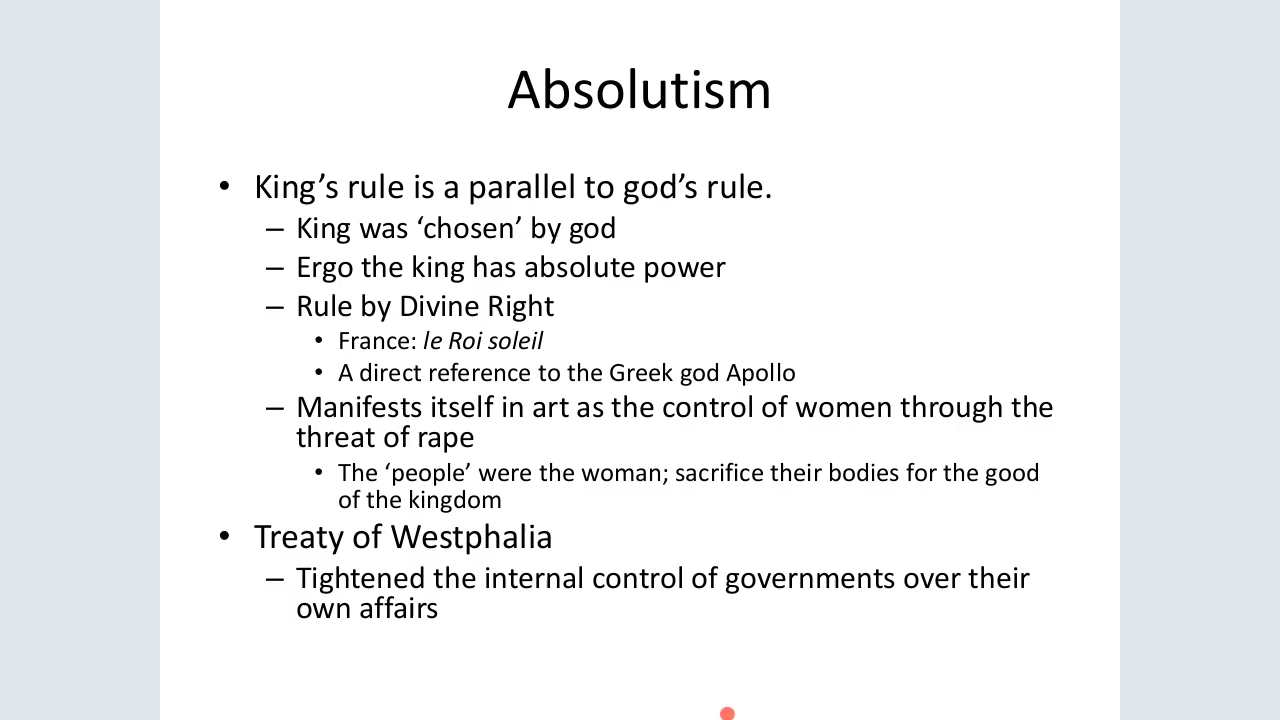 Absolutism
• King’s rule is a parallel to god’s rule.
– King was ‘chosen’ by god
– Ergo the king has absolute power
– Rule by Divine Right
• France: le Roi soleil
• A direct reference to the Greek god Apollo
– Manifests itself in art as the control of women through the
threat of rape
• The ‘people’ were the woman; sacrifice their bodies for the good
of the kingdom
• Treaty of Westphalia
– Tightened the internal control of governments over their
own affairs